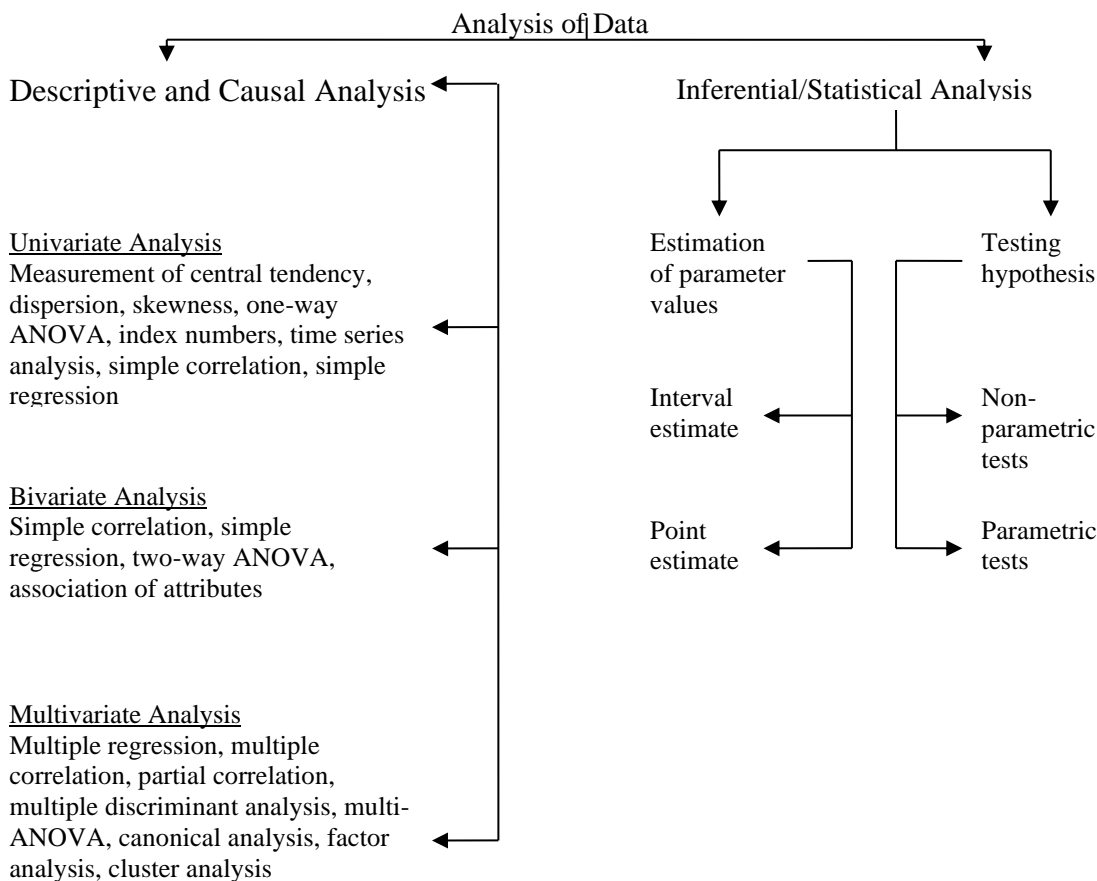 Analysis of Data
Descriptive and Causal Analysis
Inferential/Statistical Analysis
Univariate Analysis
Measurement of central tendency,
dispersion, skewness, one-way
ANOVA, index numbers, time series
analysis, simple correlation, simple
regression
Bivariate Analysis
Simple correlation, simple
regression, two-way ANOVA,
association of attributes
Multivariate Analysis
Multiple regression, multiple
correlation, partial correlation,
multiple discriminant analysis, multi-
ANOVA, canonical analysis, factor
analysis, cluster analysis
Estimation
of parameter
values
Interval
estimate
Point
estimate
Testing
hypothesis
Non-
parametric
tests
Parametric
tests